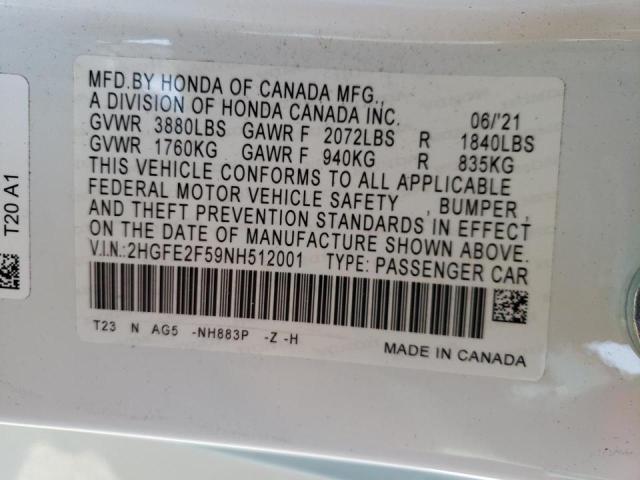 MFD.BY HONDA OF CANADA MFG.,
A DIVISION OF HONDA CANADA INC. 06/'21
GVWR 3880LBS GAWR F 2072LBS R 1840LBS
GVWR 1760KG GAWR F 940KG R 835KG
THIS VEHICLE CONFORMS TO ALL APPLICABLE
FEDERAL MOTOR VEHICLE SAFETY , BUMPER ,
AND THEFT PREVENTION STANDARDS IN EFFECT
ON THE DATE OF MANUFACTURE SHOWN ABOVE.
V.I.N.:2HGFE2F59NH512001 TYPE: PASSENGER CAR
T23 N AG5 -NH883P -Z -H
MADE IN CANADA
T20 A1